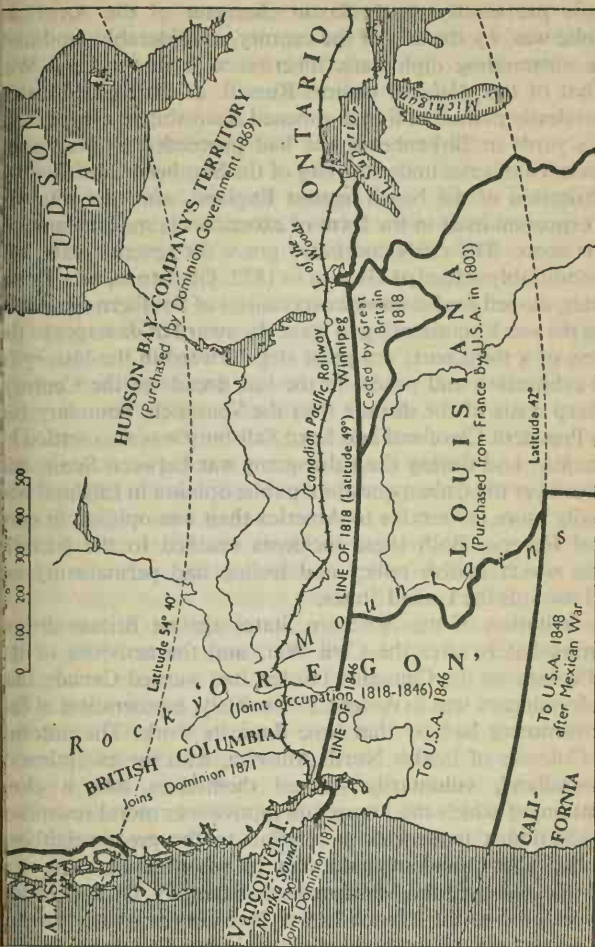 HUDSON
BAY
HUDSON BAY COMPANY'S TERRITORY
(Purchased by Dominion Government 1869)
ONTARIO
L. Superior
Michigan
L. of the
Woods
Winnipeg
Canadian Pacific Railway
Ceded by Great
Britain
1818
LINE OF 1818 (Latitude 49°)
LOUISIANA
(Purchased from France by U.S.A. in 1803)
Latitude 42°
100 200 300 400 500
Latitude 54° 40'
Rocky Mountains
'OREGON'
(Joint occupation
1818-1846)
BRITISH COLUMBIA
Joins Dominion 1871
LINE OF 1846
To U.S.A. 1846
To U.S.A. 1848
After Mexican War
CALI-
FORNIA
ALASKA
Vancouver I.
Nootka Sound
1790
Joins Dominion 1871